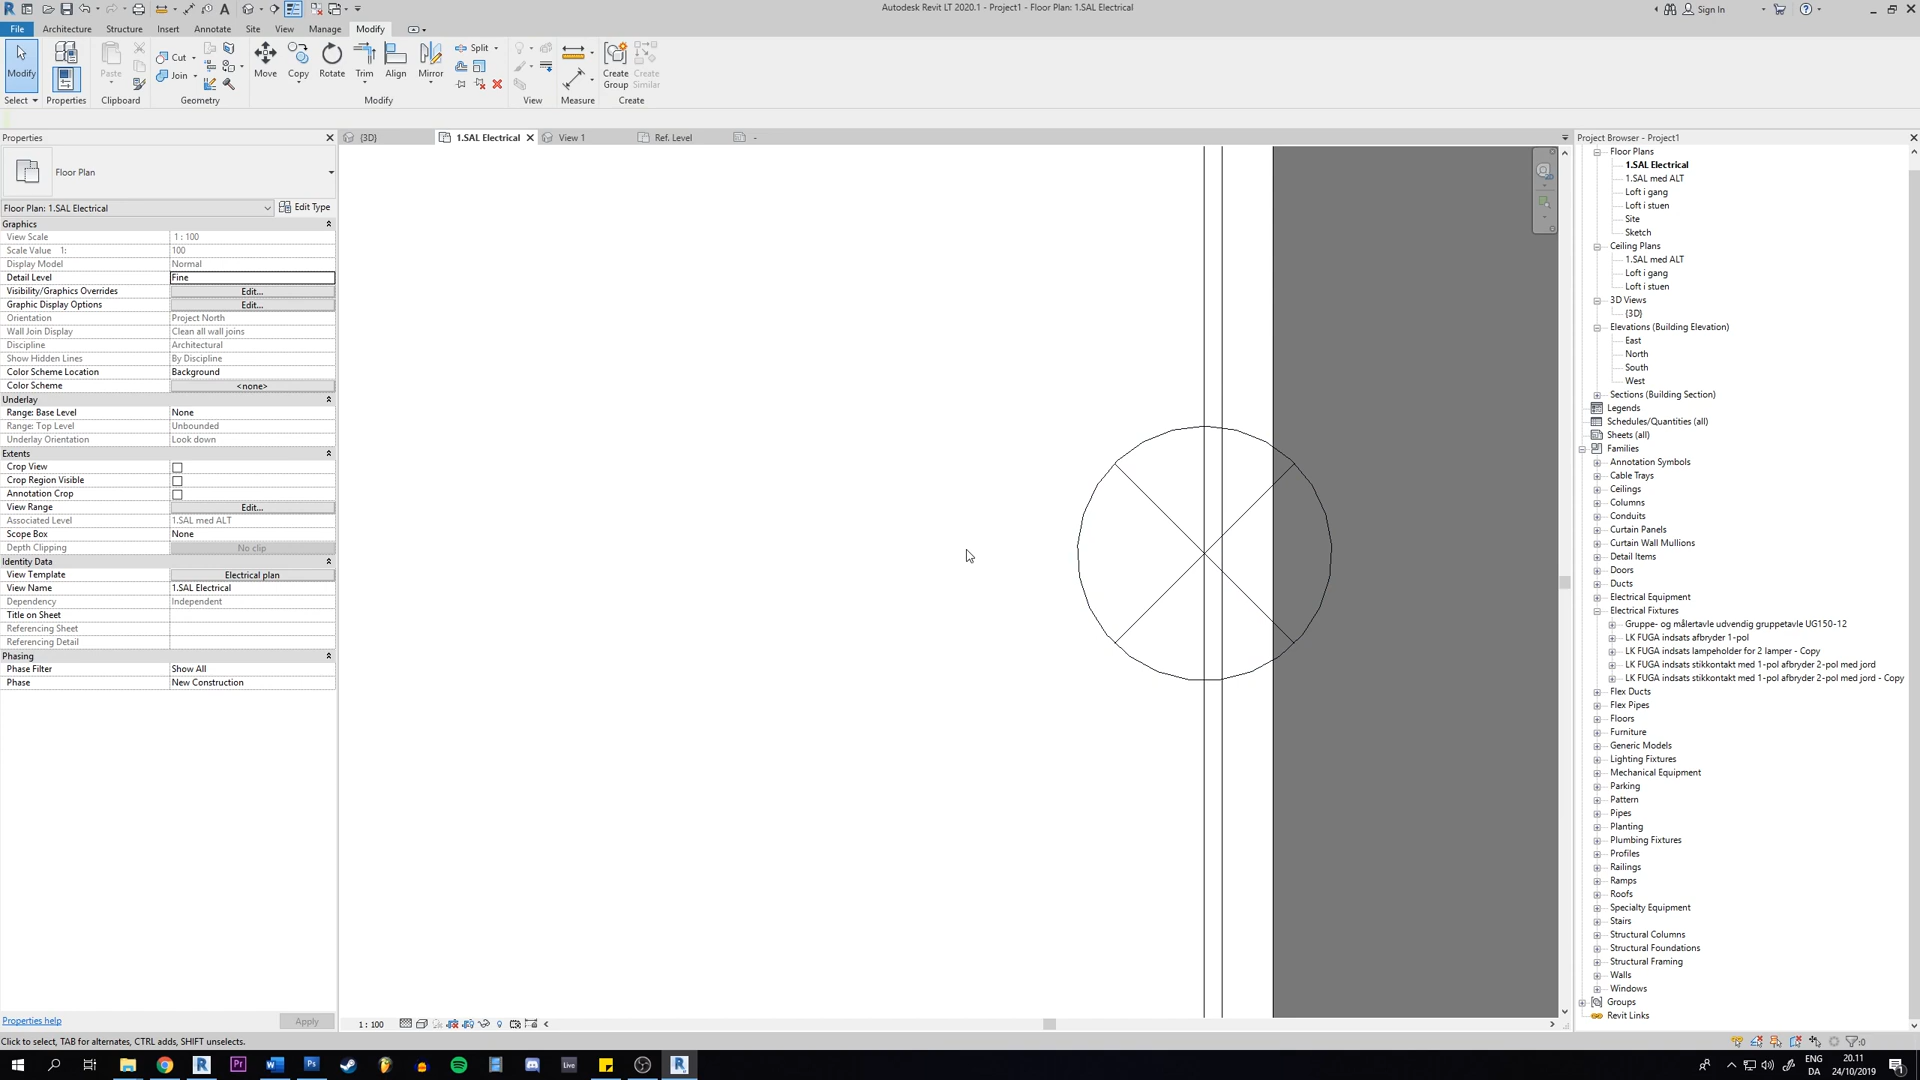 Autodesk Revit LT 2020.1 - Project1 - Floor Plan: 1.SAL Electrical
Sign In
File
Architecture
Structure
Insert
Annotate
Site
View
Manage
Modify
Modify
Paste
Cut
Join
Move
Copy
Rotate
Trim
Align
Mirror
Split
Create
Group
Create
Similar
Select
Properties
Clipboard
Geometry
Modify
View
Measure
Create
Properties
Floor Plan
Floor Plan: 1.SAL Electrical
Edit Type
Graphics
View Scale 1 : 100
Scale Value 1: 100
Display Model Normal
Detail Level Fine
Visibility/Graphics Overrides Edit...
Graphic Display Options Edit...
Orientation Project North
Wall Join Display Clean all wall joins
Discipline Architectural
Show Hidden Lines By Discipline
Color Scheme Location Background
Color Scheme <none>
Underlay
Range: Base Level None
Range: Top Level Unbounded
Underlay Orientation Look down
Extents
Crop View
Crop Region Visible
Annotation Crop
View Range Edit...
Associated Level 1.SAL med ALT
Scope Box None
Depth Clipping No clip
Identity Data
View Template Electrical plan
View Name 1.SAL Electrical
Dependency Independent
Title on Sheet
Referencing Sheet
Referencing Detail
Phasing
Phase Filter Show All
Phase New Construction
Properties help
Apply
{3D}
1.SAL Electrical
View 1
Ref. Level
-
1 : 100
Project Browser - Project1
Floor Plans
1.SAL Electrical
1.SAL med ALT
Loft i gang
Loft i stuen
Site
Sketch
Ceiling Plans
1.SAL med ALT
Loft i gang
Loft i stuen
3D Views
{3D}
Elevations (Building Elevation)
East
North
South
West
Sections (Building Section)
Legends
Schedules/Quantities (all)
Sheets (all)
Families
Annotation Symbols
Cable Trays
Ceilings
Columns
Conduits
Curtain Panels
Curtain Wall Mullions
Detail Items
Doors
Ducts
Electrical Equipment
Electrical Fixtures
Gruppe- og målertavle udvendig gruppetavle UG150-12
LK FUGA indsats afbryder 1-pol
LK FUGA indsats lampeholder for 2 lamper - Copy
LK FUGA indsats stikkontakt med 1-pol afbryder 2-pol med jord
LK FUGA indsats stikkontakt med 1-pol afbryder 2-pol med jord - Copy
Flex Ducts
Flex Pipes
Floors
Furniture
Generic Models
Lighting Fixtures
Mechanical Equipment
Parking
Pattern
Pipes
Planting
Plumbing Fixtures
Profiles
Railings
Ramps
Roofs
Specialty Equipment
Stairs
Structural Columns
Structural Foundations
Structural Framing
Walls
Windows
Groups
Revit Links
Click to select, TAB for alternates, CTRL adds, SHIFT unselects.
:0
Live
ENG
DA
20.11
24/10/2019